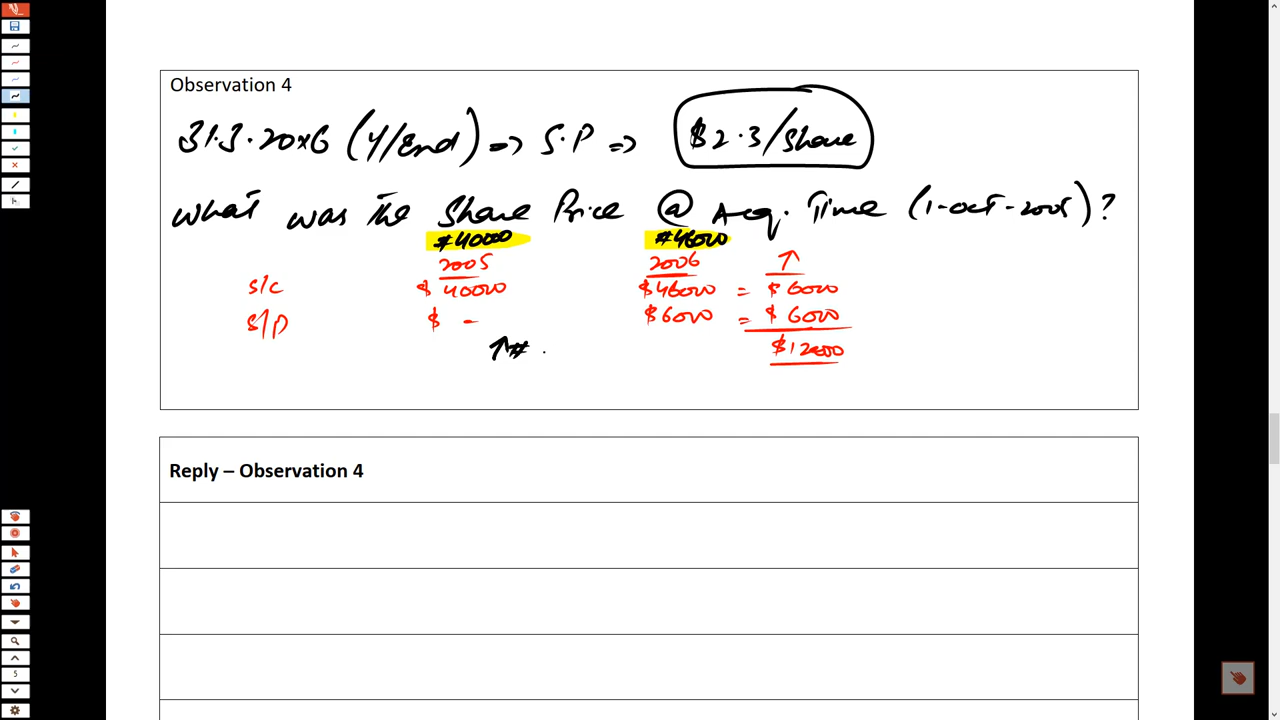 Observation 4
31.3.20x6 (Y/End) => S.P => $2.3/Share
What was the Share Price @ Acq. Time (1-oct-2005)?
#40000 #46000
2005 2006 ↑
S/C $ 40000 $46000 = $ 6000
S/P $ - $6000 = $ 6000
↑# . $12000
Reply – Observation 4
5